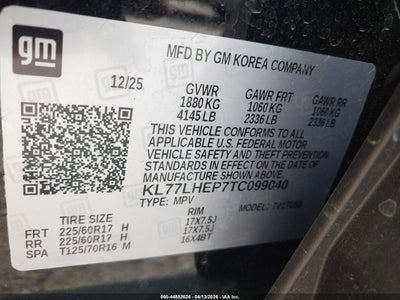 gm
MFD BY GM KOREA COMPANY
12/25
GVWR GAWR FRT GAWR RR
1880 KG 1060 KG 1060 KG
4145 LB 2336 LB 2336 LB
THIS VEHICLE CONFORMS TO ALL
APPLICABLE U.S. FEDERAL MOTOR
VEHICLE SAFETY AND THEFT PREVENTION
STANDARDS IN EFFECT ON THE DATE OF
MANUFACTURE SHOWN ABOVE.
KL77LHEP7TC099040
TYPE: MPV
TIRE SIZE RIM
FRT 225/60R17 H 17X7.5J
RR 225/60R17 H 17X7.5J
SPA T125/70R16 M 16X4BT
000-44852624 - 04/13/2026 - IAA Inc.